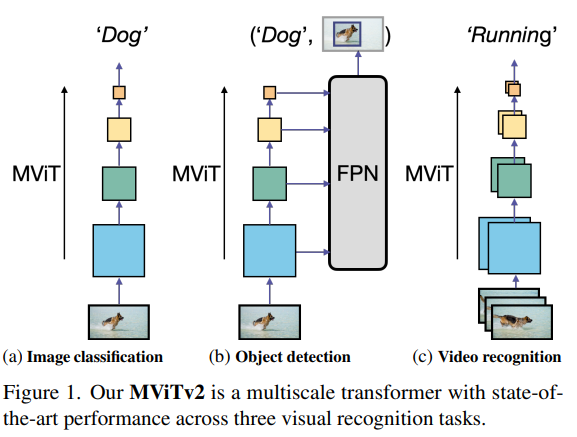 ‘Dog’
(‘Dog’, )
‘Running’
MViT
MViT
FPN
MViT
(a) Image classification
(b) Object detection
(c) Video recognition
Figure 1. Our MViTv2 is a multiscale transformer with state-of-
the-art performance across three visual recognition tasks.